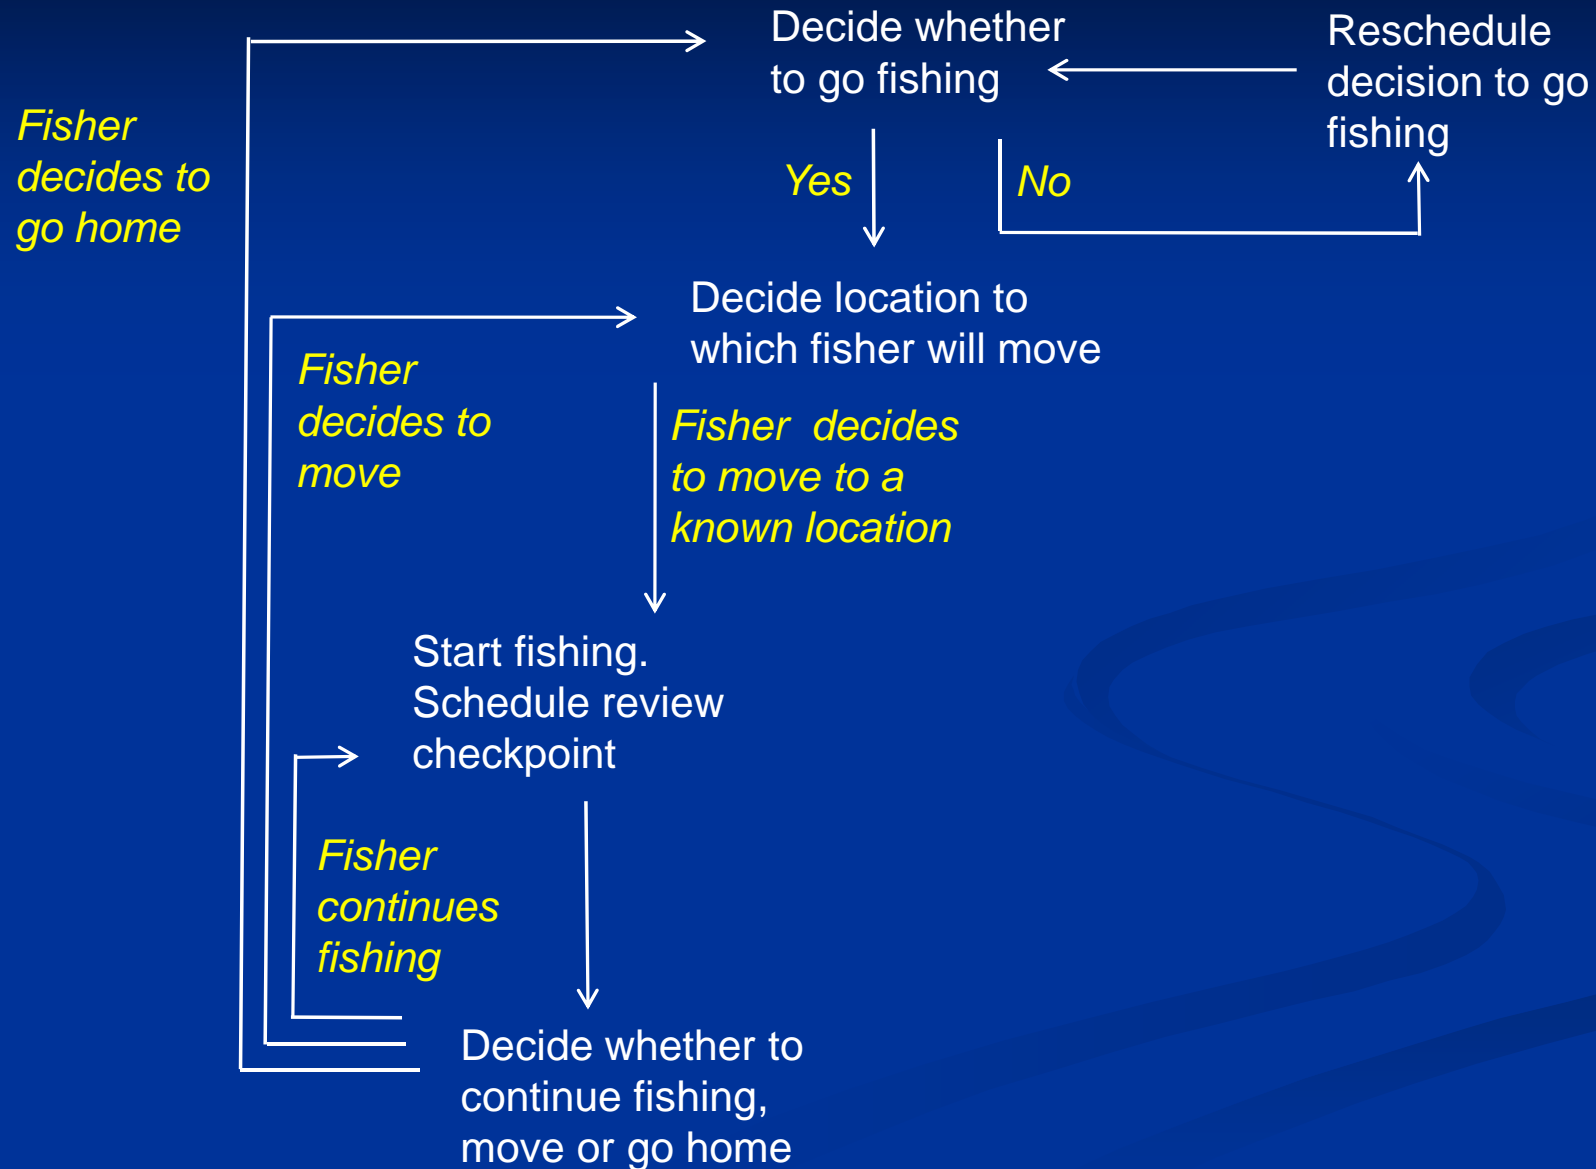 Decide whether
to go fishing
Reschedule
decision to go
fishing
Fisher
decides to
go home
Yes
No
Decide location to
which fisher will move
Fisher
decides to
move
Fisher decides
to move to a
known location
Start fishing.
Schedule review
checkpoint
Fisher
continues
fishing
Decide whether to
continue fishing,
move or go home